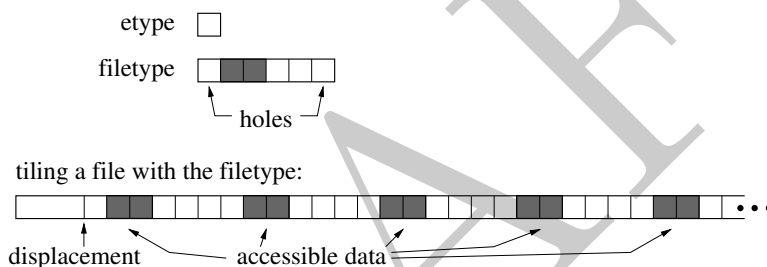 etype
filetype
holes
tiling a file with the filetype:
displacement
accessible data